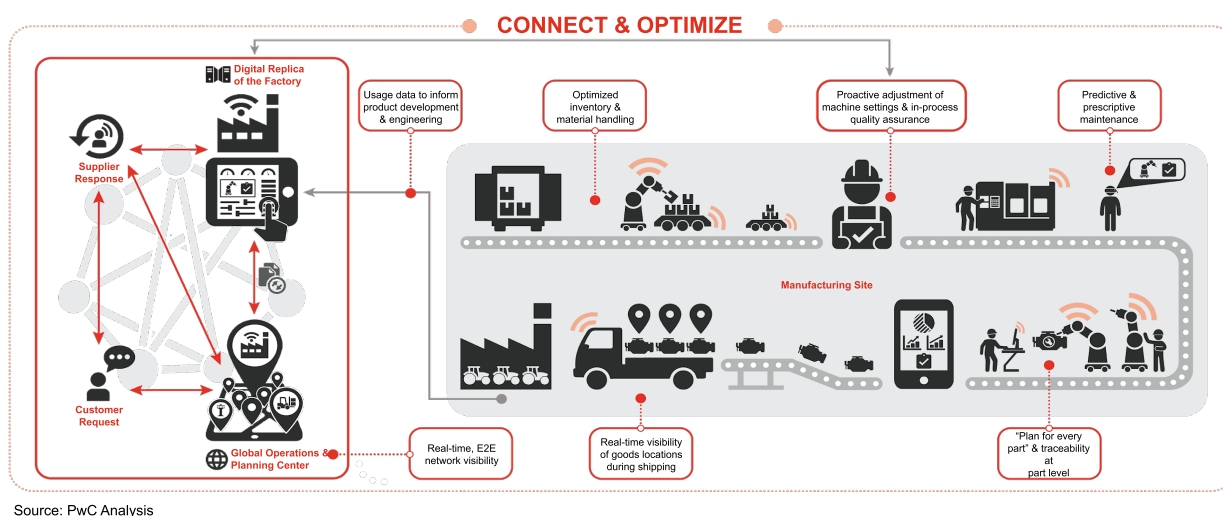 CONNECT & OPTIMIZE
Digital Replica
of the Factory
Usage data to inform
product development
& engineering
Optimized
inventory &
material handling
Proactive adjustment of
machine settings & in-process
quality assurance
Predictive &
prescriptive
maintenance
Supplier
Response
Manufacturing Site
Customer
Request
Global Operations &
Planning Center
Real-time, E2E
network visibility
Real-time visibility
of goods locations
during shipping
“Plan for every
part” & traceability
at
part level
Source: PwC Analysis